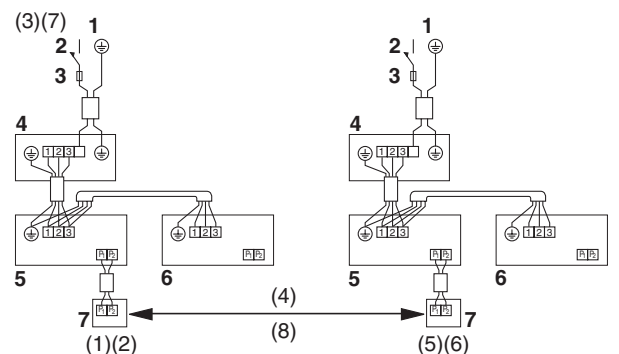 (3)(7) 1 1
2 2
3 3
4 4
1 2 3 1 2 3
1 2 3 1 2 3 1 2 3 1 2 3
P₁ P₂ P₁ P₂ P₁ P₂ P₁ P₂
5 6 5 6
(4)
P₁ P₂ 7 P₁ P₂ 7
(8)
(1)(2) (5)(6)